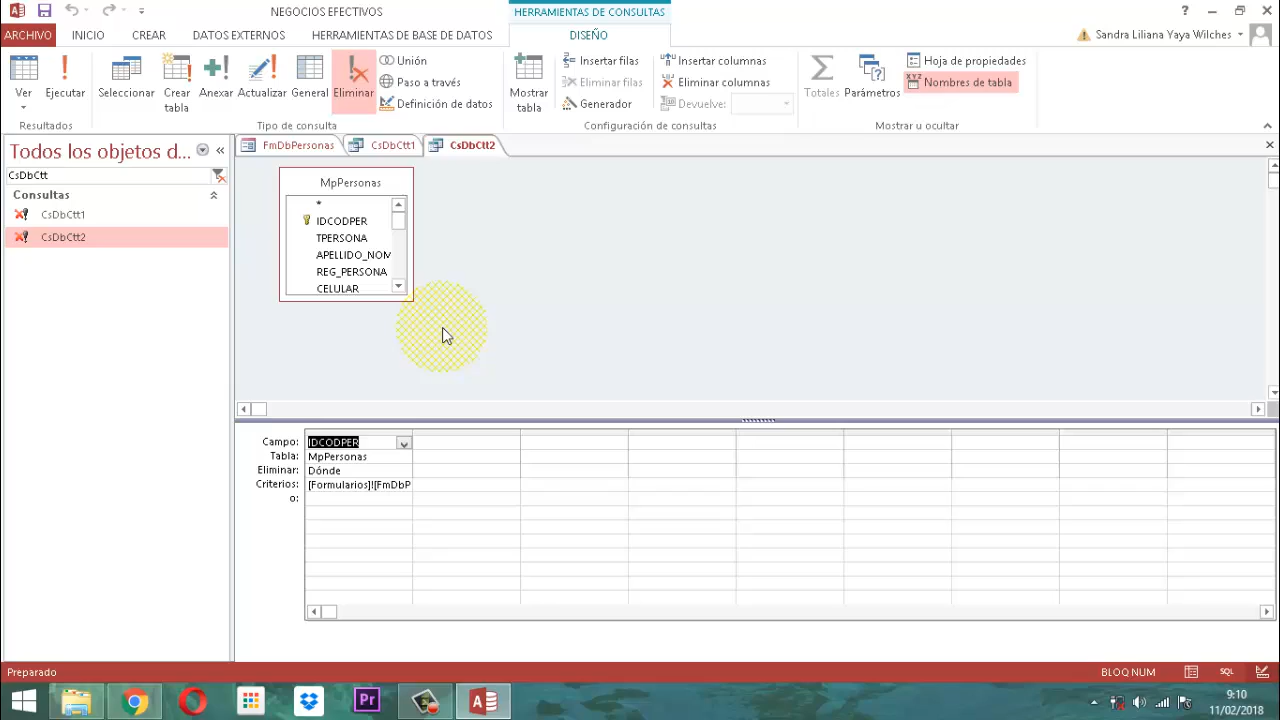 NEGOCIOS EFECTIVOS
HERRAMIENTAS DE CONSULTAS
?
ARCHIVO INICIO CREAR DATOS EXTERNOS HERRAMIENTAS DE BASE DE DATOS DISEÑO
Sandra Liliana Yaya Wilches
Ver
Ejecutar
Resultados
Seleccionar
Crear tabla
Anexar
Actualizar
General
Eliminar
Unión
Paso a través
Definición de datos
Tipo de consulta
Mostrar tabla
Insertar filas
Eliminar filas
Generador
Insertar columnas
Eliminar columnas
Devuelve:
Configuración de consultas
Totales
Parámetros
Hoja de propiedades
Nombres de tabla
Mostrar u ocultar
Todos los objetos d...
CsDbCtt
Consultas
CsDbCtt1
CsDbCtt2
FmDbPersonas CsDbCtt1 CsDbCtt2
MpPersonas
*
IDCODPER
TPERSONA
APELLIDO_NOM
REG_PERSONA
CELULAR
Campo: IDCODPER
Tabla: MpPersonas
Eliminar: Dónde
Criterios: [Formularios]![FmDbP
o:
Preparado
BLOQ NUM
SQL
Pr
9:10
11/02/2018